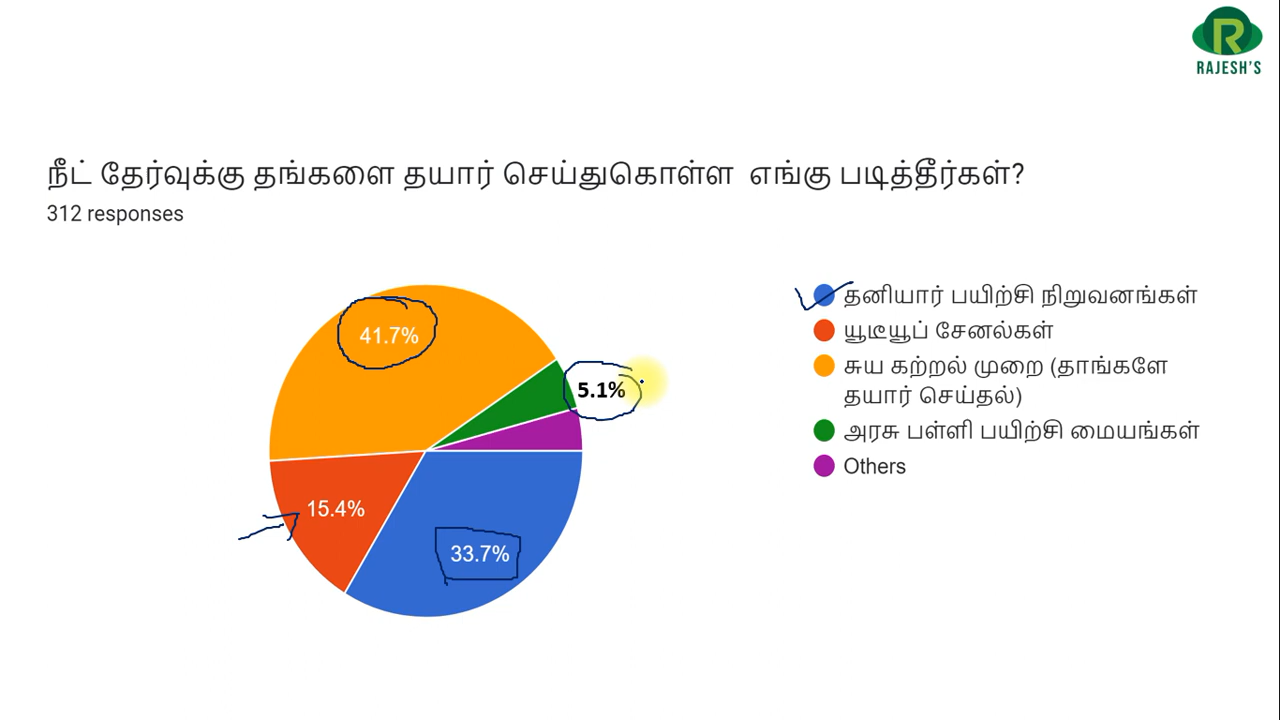 RAJESH'S
நீட் தேர்வுக்கு தங்களை தயார் செய்துகொள்ள எங்கு படித்தீர்கள்?
312 responses
41.7%
5.1%
15.4%
33.7%
தனியார் பயிற்சி நிறுவனங்கள்
யூடீயூப் சேனல்கள்
சுய கற்றல் முறை (தாங்களே
தயார் செய்தல்)
அரசு பள்ளி பயிற்சி மையங்கள்
Others